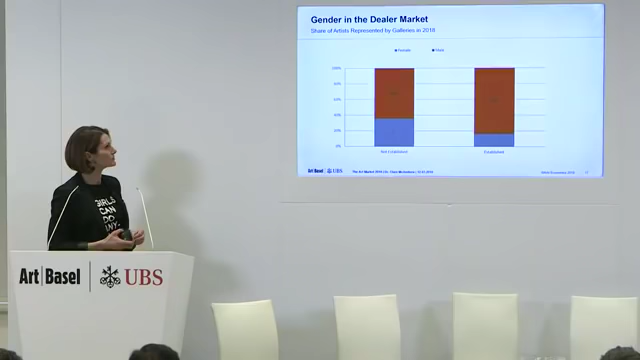 Gender in the Dealer Market
Share of Artists Represented by Galleries in 2018
Female Male
100%
80%
60%
40%
20%
0%
Not Established Established
Art|Basel UBS
GIRLS
CAN
DO
ANY
Art|Basel UBS